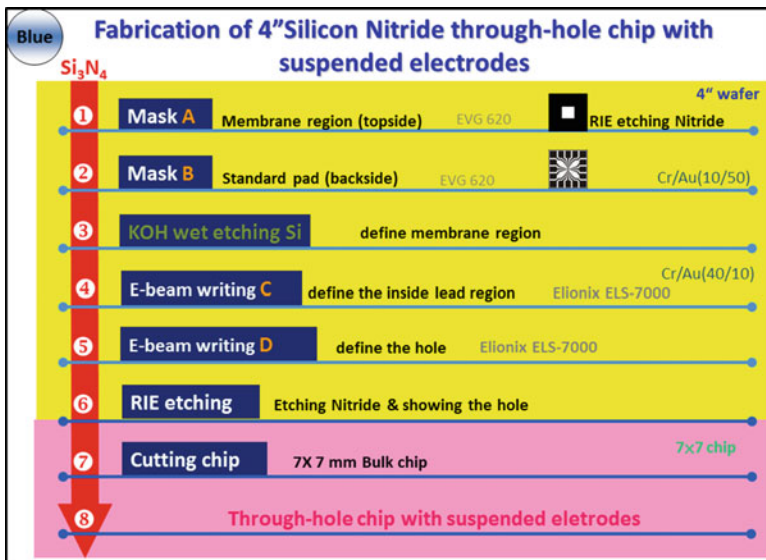 Blue
Fabrication of 4"Silicon Nitride through-hole chip with
suspended electrodes
Si₃N₄
4" wafer
1 Mask A Membrane region (topside) EVG 620 RIE etching Nitride
2 Mask B Standard pad (backside) EVG 620 Cr/Au(10/50)
3 KOH wet etching Si define membrane region
Cr/Au(40/10)
4 E-beam writing C define the inside lead region Elionix ELS-7000
5 E-beam writing D define the hole Elionix ELS-7000
6 RIE etching Etching Nitride & showing the hole
7 Cutting chip 7X 7 mm Bulk chip 7×7 chip
8 Through-hole chip with suspended eletrodes